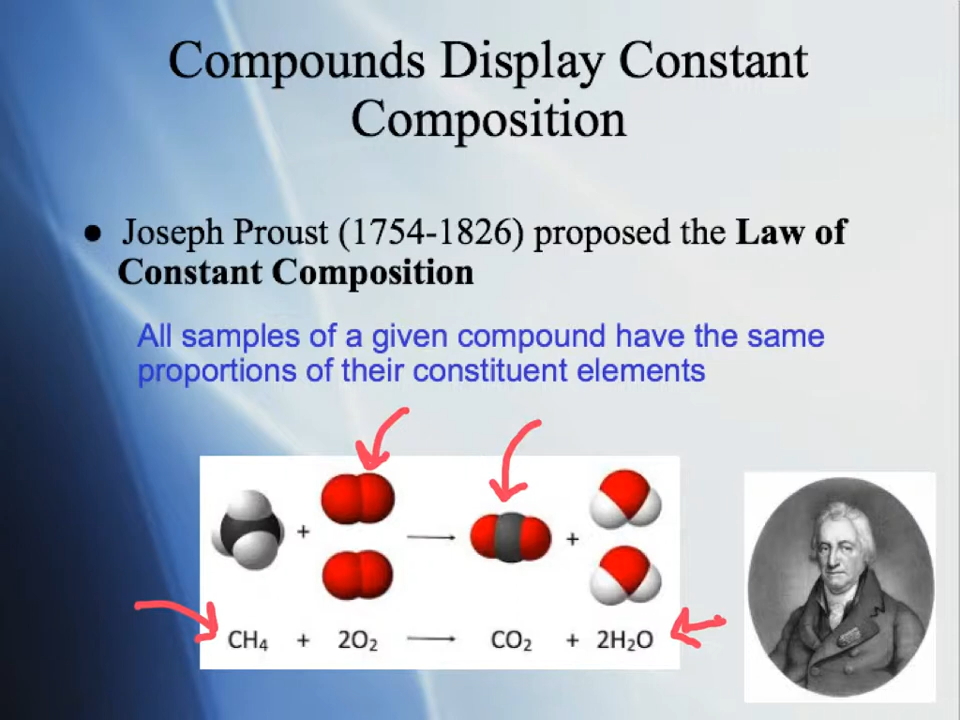 Compounds Display Constant
Composition
● Joseph Proust (1754-1826) proposed the Law of
Constant Composition
All samples of a given compound have the same
proportions of their constituent elements
+ +
CH₄ + 2O₂ ⟶ CO₂ + 2H₂O